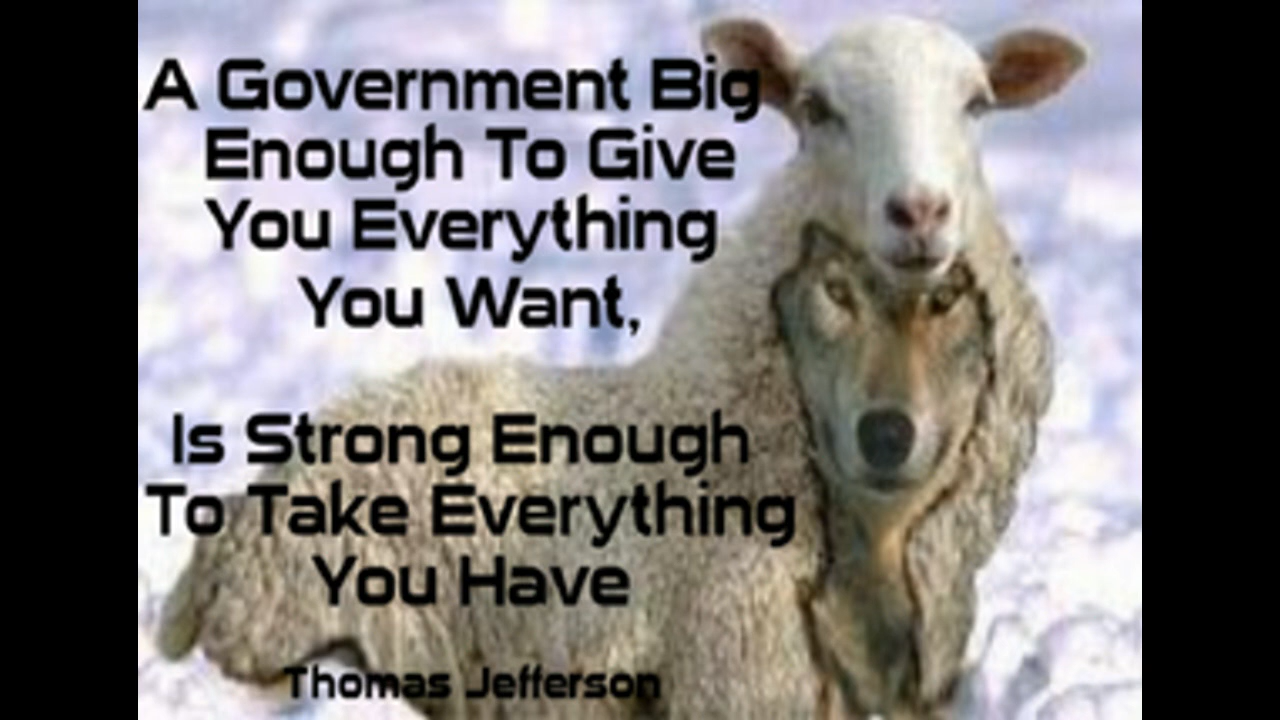 A Government Big
Enough To Give
You Everything
You Want,
Is Strong Enough
To Take Everything
You Have
Thomas Jefferson